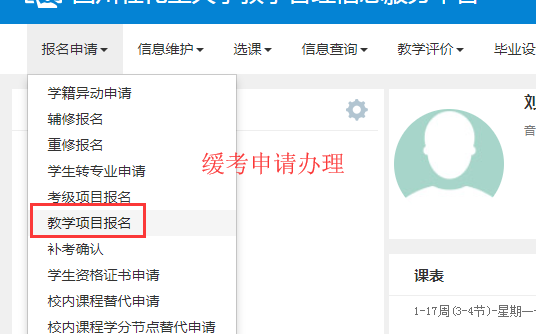 报名申请 信息维护 选课 信息查询 教学评价 毕业设
学籍异动申请
辅修报名
重修报名
学生转专业申请
考级项目报名
教学项目报名
补考确认
学生资格证书申请
校内课程替代申请
校内课程学分节点替代申请
缓考申请办理
课表
1-17周(3-4节)-星期一